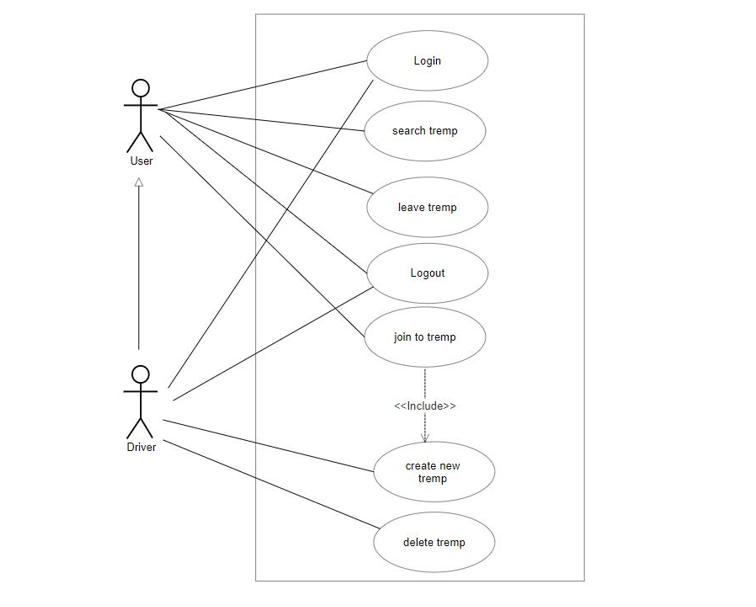 Login
search tremp
User
leave tremp
Logout
join to tremp
<<Include>>
Driver
create new
tremp
delete tremp